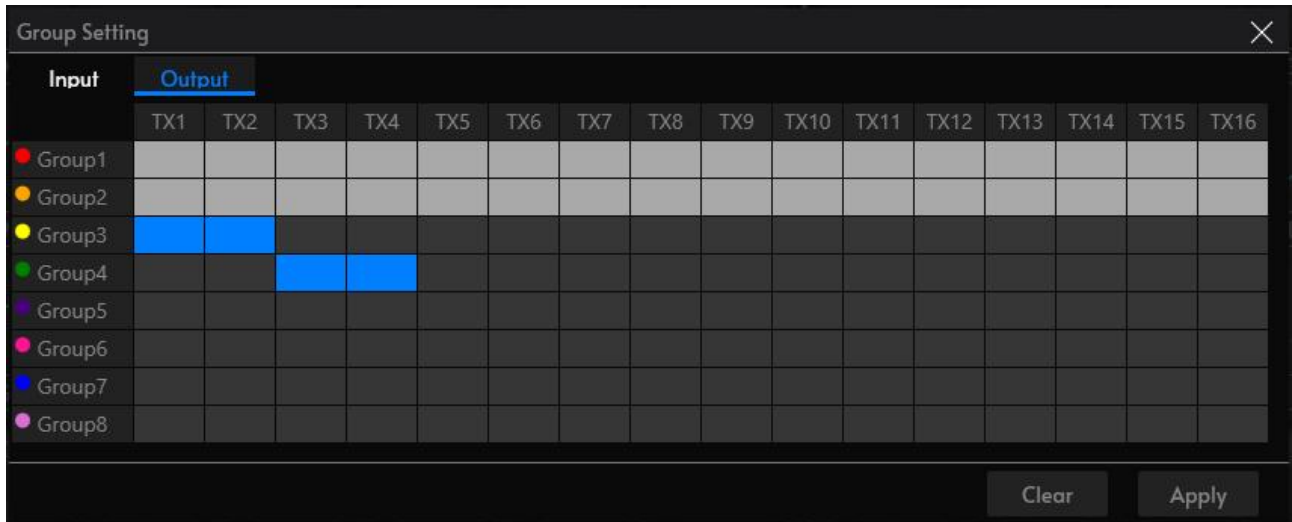 Group Setting
Input Output
TX1 TX2 TX3 TX4 TX5 TX6 TX7 TX8 TX9 TX10 TX11 TX12 TX13 TX14 TX15 TX16
Group1
Group2
Group3
Group4
Group5
Group6
Group7
Group8
Clear Apply